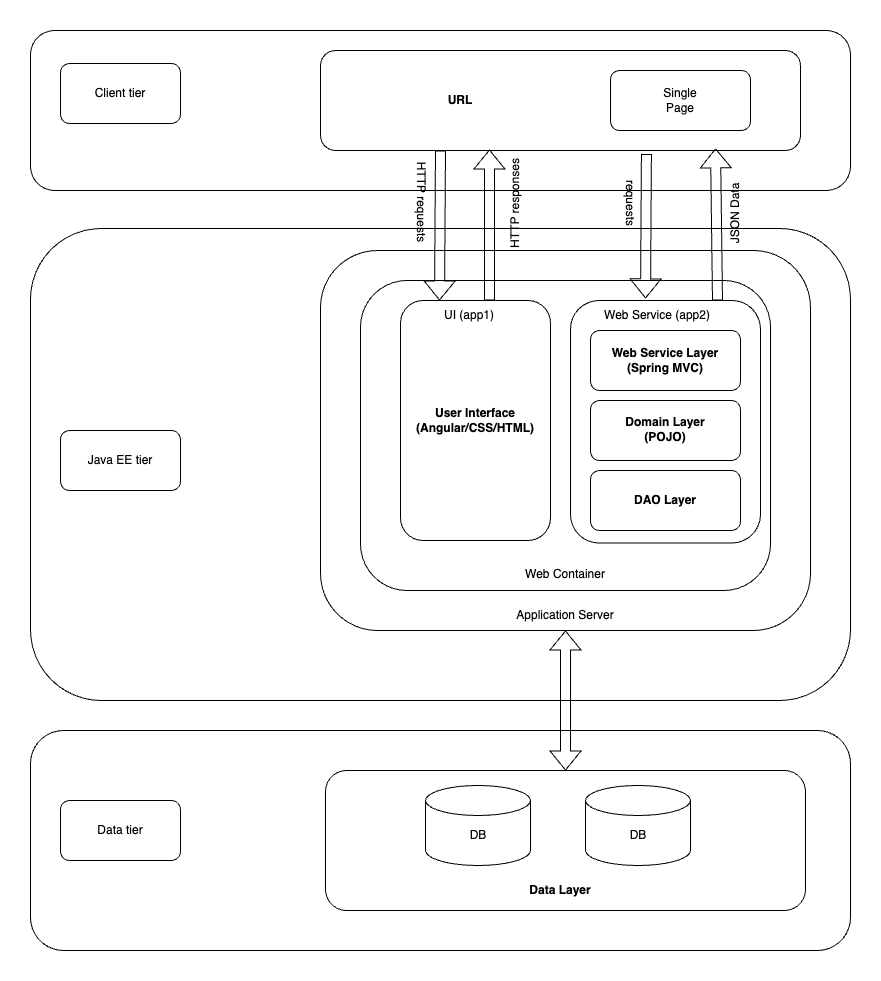 Client tier
URL
Single
Page
HTTP requests
HTTP responses
requests
JSON Data
UI (app1)
User Interface
(Angular/CSS/HTML)
Web Service (app2)
Web Service Layer
(Spring MVC)
Domain Layer
(POJO)
DAO Layer
Java EE tier
Web Container
Application Server
Data tier
DB
DB
Data Layer